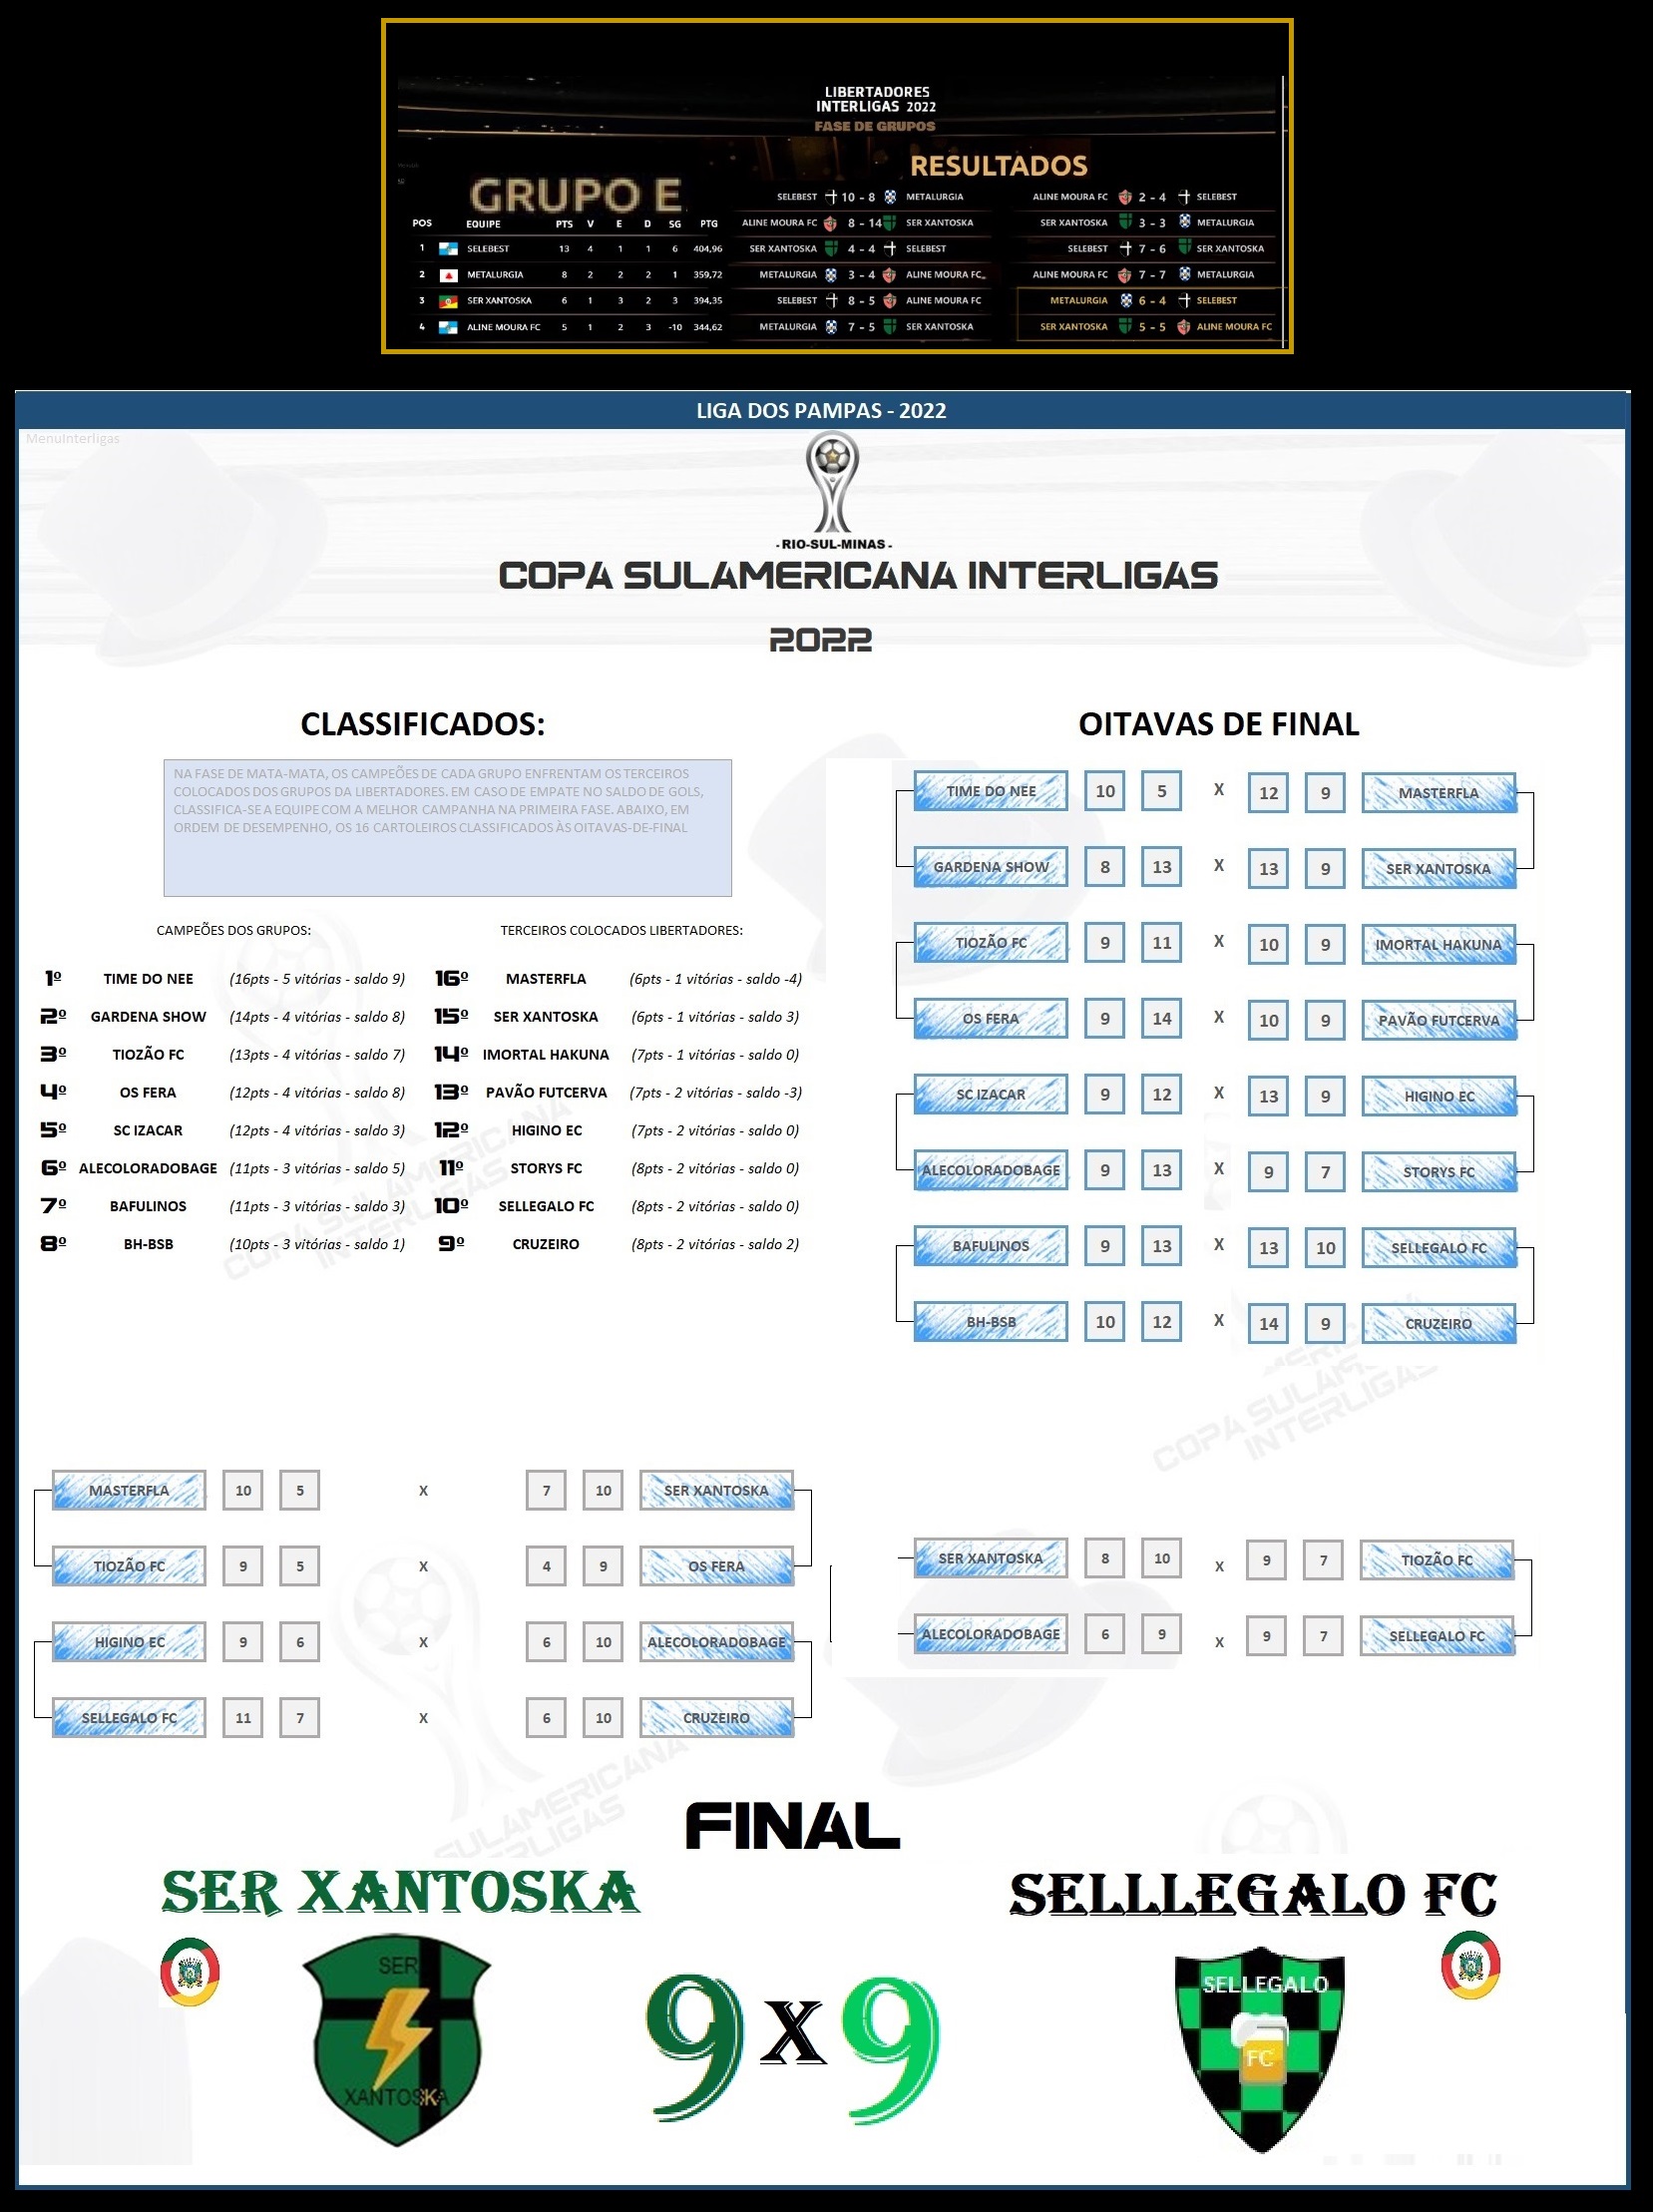 LIBERTADORES
INTERLIGAS 2022
FASE DE GRUPOS
GRUPO E
POS EQUIPE PTS V E D SG PTG
1 SELEBEST 13 4 1 1 6 404,96
2 METALURGIA 8 2 2 2 1 359,72
3 SER XANTOSKA 6 1 3 2 3 394,35
4 ALINE MOURA FC 5 1 2 3 -10 344,62
RESULTADOS
SELEBEST 10 - 8 METALURGIA
ALINE MOURA FC 8 - 14 SER XANTOSKA
SER XANTOSKA 4 - 4 SELEBEST
METALURGIA 3 - 4 ALINE MOURA FC
SELEBEST 8 - 5 ALINE MOURA FC
METALURGIA 7 - 5 SER XANTOSKA
ALINE MOURA FC 2 - 4 SELEBEST
SER XANTOSKA 3 - 3 METALURGIA
SELEBEST 7 - 6 SER XANTOSKA
ALINE MOURA FC 7 - 7 METALURGIA
METALURGIA 6 - 4 SELEBEST
SER XANTOSKA 5 - 5 ALINE MOURA FC
LIGA DOS PAMPAS - 2022
MenuInterligas
- RIO-SUL-MINAS -
COPA SULAMERICANA INTERLIGAS
2022
CLASSIFICADOS:
NA FASE DE MATA-MATA, OS CAMPEÕES DE CADA GRUPO ENFRENTAM OS TERCEIROS
COLOCADOS DOS GRUPOS DA LIBERTADORES. EM CASO DE EMPATE NO SALDO DE GOLS,
CLASSIFICA-SE A EQUIPE COM A MELHOR CAMPANHA NA PRIMEIRA FASE. ABAIXO, EM
ORDEM DE DESEMPENHO, OS 16 CARTOLEIROS CLASSIFICADOS ÀS OITAVAS-DE-FINAL
CAMPEÕES DOS GRUPOS:
1º TIME DO NEE (16pts - 5 vitórias - saldo 9)
2º GARDENA SHOW (14pts - 4 vitórias - saldo 8)
3º TIOZÃO FC (13pts - 4 vitórias - saldo 7)
4º OS FERA (12pts - 4 vitórias - saldo 8)
5º SC IZACAR (12pts - 4 vitórias - saldo 3)
6º ALECOLORADOBAGE (11pts - 3 vitórias - saldo 5)
7º BAFULINOS (11pts - 3 vitórias - saldo 3)
8º BH-BSB (10pts - 3 vitórias - saldo 1)
TERCEIROS COLOCADOS LIBERTADORES:
16º MASTERFLA (6pts - 1 vitórias - saldo -4)
15º SER XANTOSKA (6pts - 1 vitórias - saldo 3)
14º IMORTAL HAKUNA (7pts - 1 vitórias - saldo 0)
13º PAVÃO FUTCERVA (7pts - 2 vitórias - saldo -3)
12º HIGINO EC (7pts - 2 vitórias - saldo 0)
11º STORYS FC (8pts - 2 vitórias - saldo 0)
10º SELLEGALO FC (8pts - 2 vitórias - saldo 0)
9º CRUZEIRO (8pts - 2 vitórias - saldo 2)
COPA SULAMERICANA
INTERLIGAS
OITAVAS DE FINAL
TIME DO NEE 10 5 X 12 9 MASTERFLA
GARDENA SHOW 8 13 X 13 9 SER XANTOSKA
TIOZÃO FC 9 11 X 10 9 IMORTAL HAKUNA
OS FERA 9 14 X 10 9 PAVÃO FUTCERVA
SC IZACAR 9 12 X 13 9 HIGINO EC
ALECOLORADOBAGE 9 13 X 9 7 STORYS FC
BAFULINOS 9 13 X 13 10 SELLEGALO FC
BH-BSB 10 12 X 14 9 CRUZEIRO
COPA SULAM
INTERLIGAS
MASTERFLA 10 5 X 7 10 SER XANTOSKA
TIOZÃO FC 9 5 X 4 9 OS FERA
HIGINO EC 9 6 X 6 10 ALECOLORADOBAGE
SELLEGALO FC 11 7 X 6 10 CRUZEIRO
SER XANTOSKA 8 10 X 9 7 TIOZÃO FC
ALECOLORADOBAGE 6 9 X 9 7 SELLEGALO FC
SULAMERICANA
ERLIGAS
FINAL
SER XANTOSKA
SELLLEGALO FC
SER
XANTOSKA
9 X 9
SELLEGALO
FC